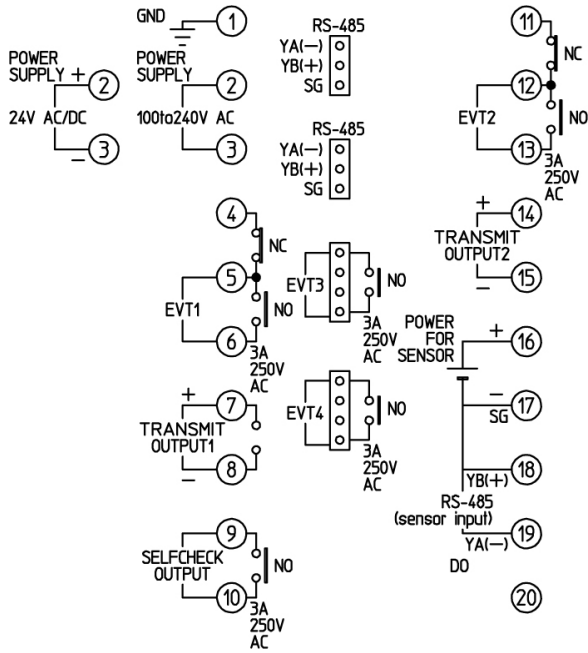 GND
1
POWER
SUPPLY +
2
24V AC/DC
3
−
POWER
SUPPLY
2
100to240V AC
3
RS-485
YA(−)
YB(+)
SG
RS-485
YA(−)
YB(+)
SG
11
NC
12
EVT2
NO
13
3A
250V
AC
4
NC
5
EVT1
NO
6
3A
250V
AC
EVT3
NO
3A
250V
AC
+
14
TRANSMIT
OUTPUT2
15
−
POWER
FOR
SENSOR
+
16
−
SG
17
18
YB(+)
RS-485
(sensor input)
19
YA(−)
DO
20
+
7
TRANSMIT
OUTPUT1
8
−
EVT4
NO
3A
250V
AC
9
SELFCHECK
OUTPUT
NO
10
3A
250V
AC